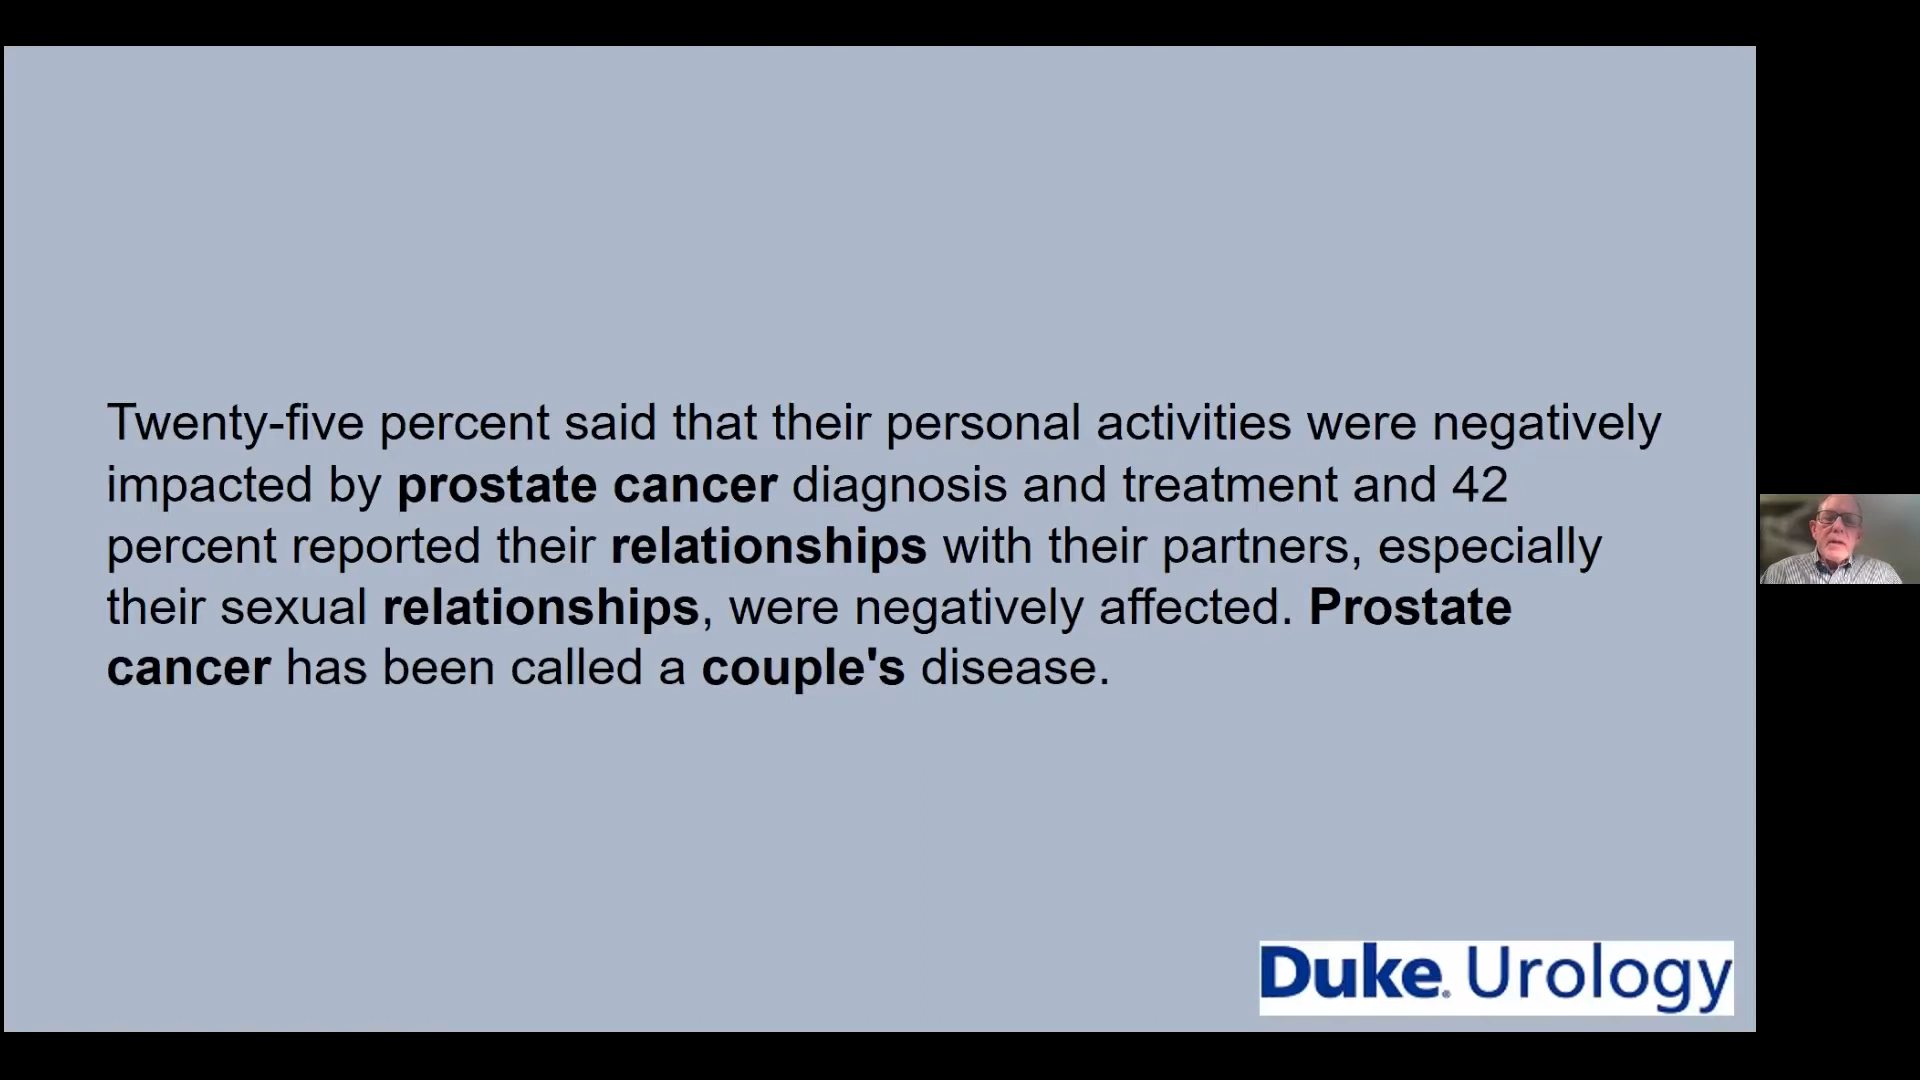 Twenty-five percent said that their personal activities were negatively
impacted by prostate cancer diagnosis and treatment and 42
percent reported their relationships with their partners, especially
their sexual relationships, were negatively affected. Prostate
cancer has been called a couple's disease.
Duke® Urology